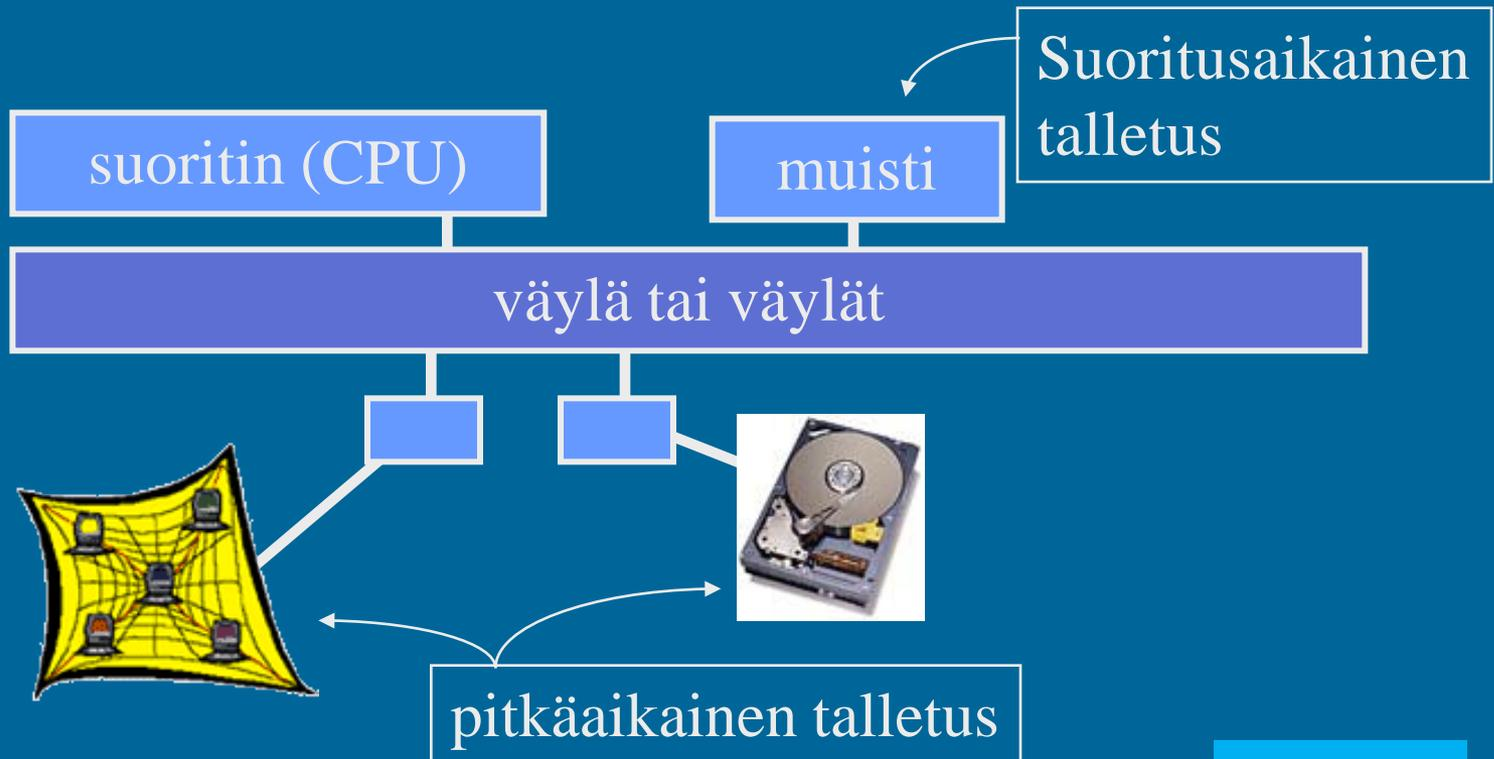 Suoritusaikainen
talletus
suoritin (CPU)
muisti
väylä tai väylät
pitkäaikainen talletus